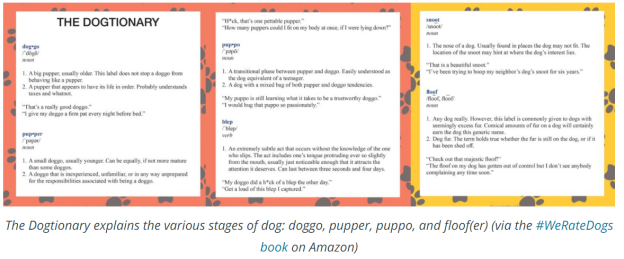 THE DOGTIONARY
dog•go
noun
1. A big pupper, usually older. This label does not stop a doggo from
behaving like a pupper.
2. A pupper that appears to have its life in order. Probably understands
taxes and whatnot.
"That's a really good doggo."
"I give my doggo a firm pat every night before bed."
pup•per
noun
1. A small doggo, usually younger. Can be equally, if not more mature
than some doggos.
2. A doggo that is inexperienced, unfamiliar, or in any way unprepared
for the responsibilities associated with being a doggo.
"H*ck, that's one pettable pupper."
"How many puppers could I fit on my body at once, if I were lying down?"
pup•po
noun
1. A transitional phase between pupper and doggo. Easily understood as
the dog equivalent of a teenager.
2. A dog with a mixed bag of both pupper and doggo tendencies.
"My puppo is still learning what it takes to be a trustworthy doggo."
"I would hug that puppo so passionately."
blep
verb
1. An extremely subtle act that occurs without the knowledge of the one
who bleps. The act includes one's tongue protruding ever so slightly
from the mouth, usually just noticeable enough that it attracts the
attention it deserves. Can last between three seconds and four days.
"My doggo did a h*ck of a blep the other day."
"Get a load of this blep I captured."
snoot
/snoot/
noun
1. The nose of a dog. Usually found in places the dog may not fit. The
location of the snoot may hint at where the dog's interest lies.
"That is a beautiful snoot."
"I've been trying to boop my neighbor's dog's snoot for six years."
floof
noun
1. Any dog really. However, this label is commonly given to dogs with
seemingly excess fur. Comical amounts of fur on a dog will certainly
earn the dog this generic name.
2. Dog fur. The term holds true whether the fur is still on the dog, or if it
has been shed off.
"Check out that majestic floof!"
"The floof on my dog has gotten out of control but I don't see anybody
complaining any time soon."
The Dogtionary explains the various stages of dog: doggo, pupper, puppo, and floof(er) (via the #WeRateDogs
book on Amazon)